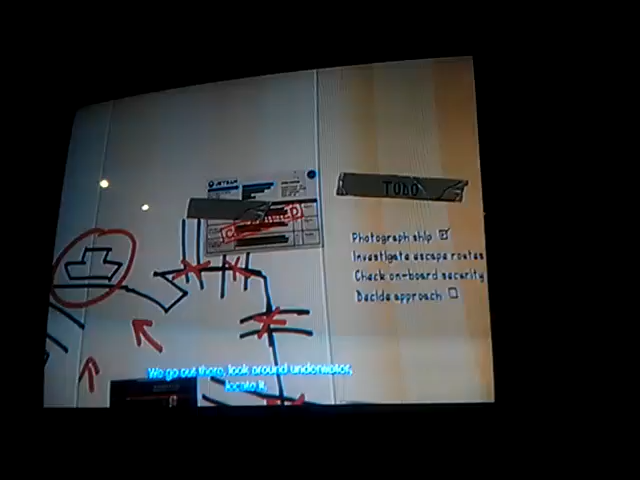 JETSAM
TODO
Photograph ship
Investigate escape routes
Check on-board security
Decide approach
We go out there, look around underwater,
locate it.